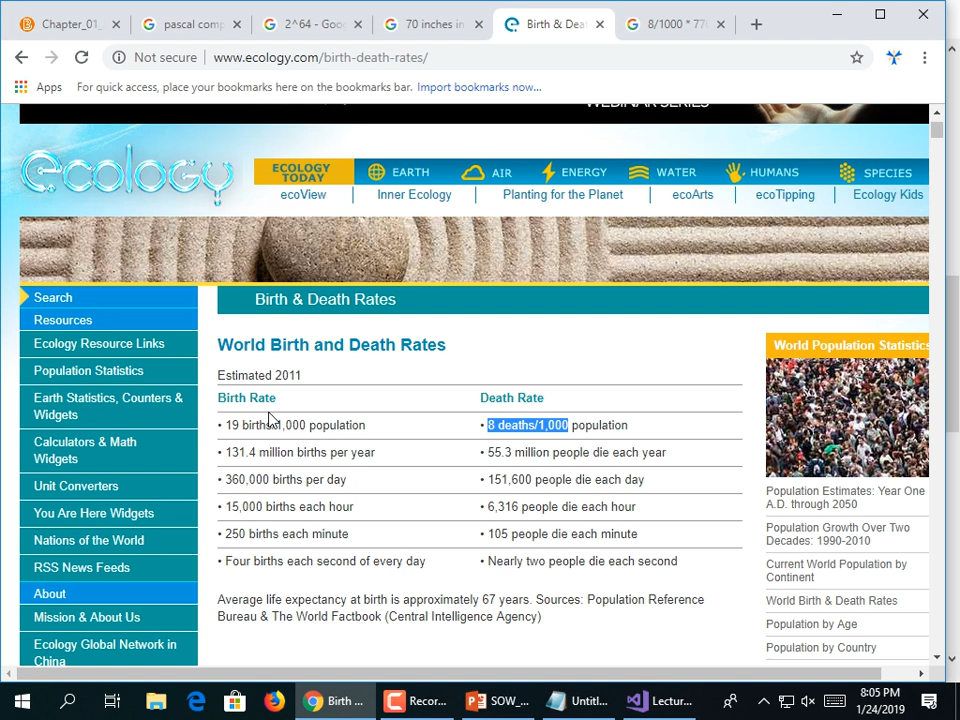 Chapter_01_
pascal comp
2^64 - Goo
70 inches in
Birth & Dea
8/1000 * 77
Not secure
www.ecology.com/birth-death-rates/
Apps
For quick access, place your bookmarks here on the bookmarks bar. Import bookmarks now...
WEBINAR SERIES
ecology
ECOLOGY TODAY
EARTH
AIR
ENERGY
WATER
HUMANS
SPECIES
ecoView
Inner Ecology
Planting for the Planet
ecoArts
ecoTipping
Ecology Kids
Search
Resources
Ecology Resource Links
Population Statistics
Earth Statistics, Counters &
Widgets
Calculators & Math
Widgets
Unit Converters
You Are Here Widgets
Nations of the World
RSS News Feeds
About
Mission & About Us
Ecology Global Network in
China
Birth & Death Rates
World Birth and Death Rates
Estimated 2011
Birth Rate
Death Rate
• 19 births/1,000 population
• 8 deaths/1,000 population
• 131.4 million births per year
• 55.3 million people die each year
• 360,000 births per day
• 151,600 people die each day
• 15,000 births each hour
• 6,316 people die each hour
• 250 births each minute
• 105 people die each minute
• Four births each second of every day
• Nearly two people die each second
Average life expectancy at birth is approximately 67 years. Sources: Population Reference
Bureau & The World Factbook (Central Intelligence Agency)
World Population Statistics
Population Estimates: Year One
A.D. through 2050
Population Growth Over Two
Decades: 1990-2010
Current World Population by
Continent
World Birth & Death Rates
Population by Age
Population by Country
Birth ...
Recor...
SOW_...
Untitl...
Lectur...
8:05 PM
1/24/2019